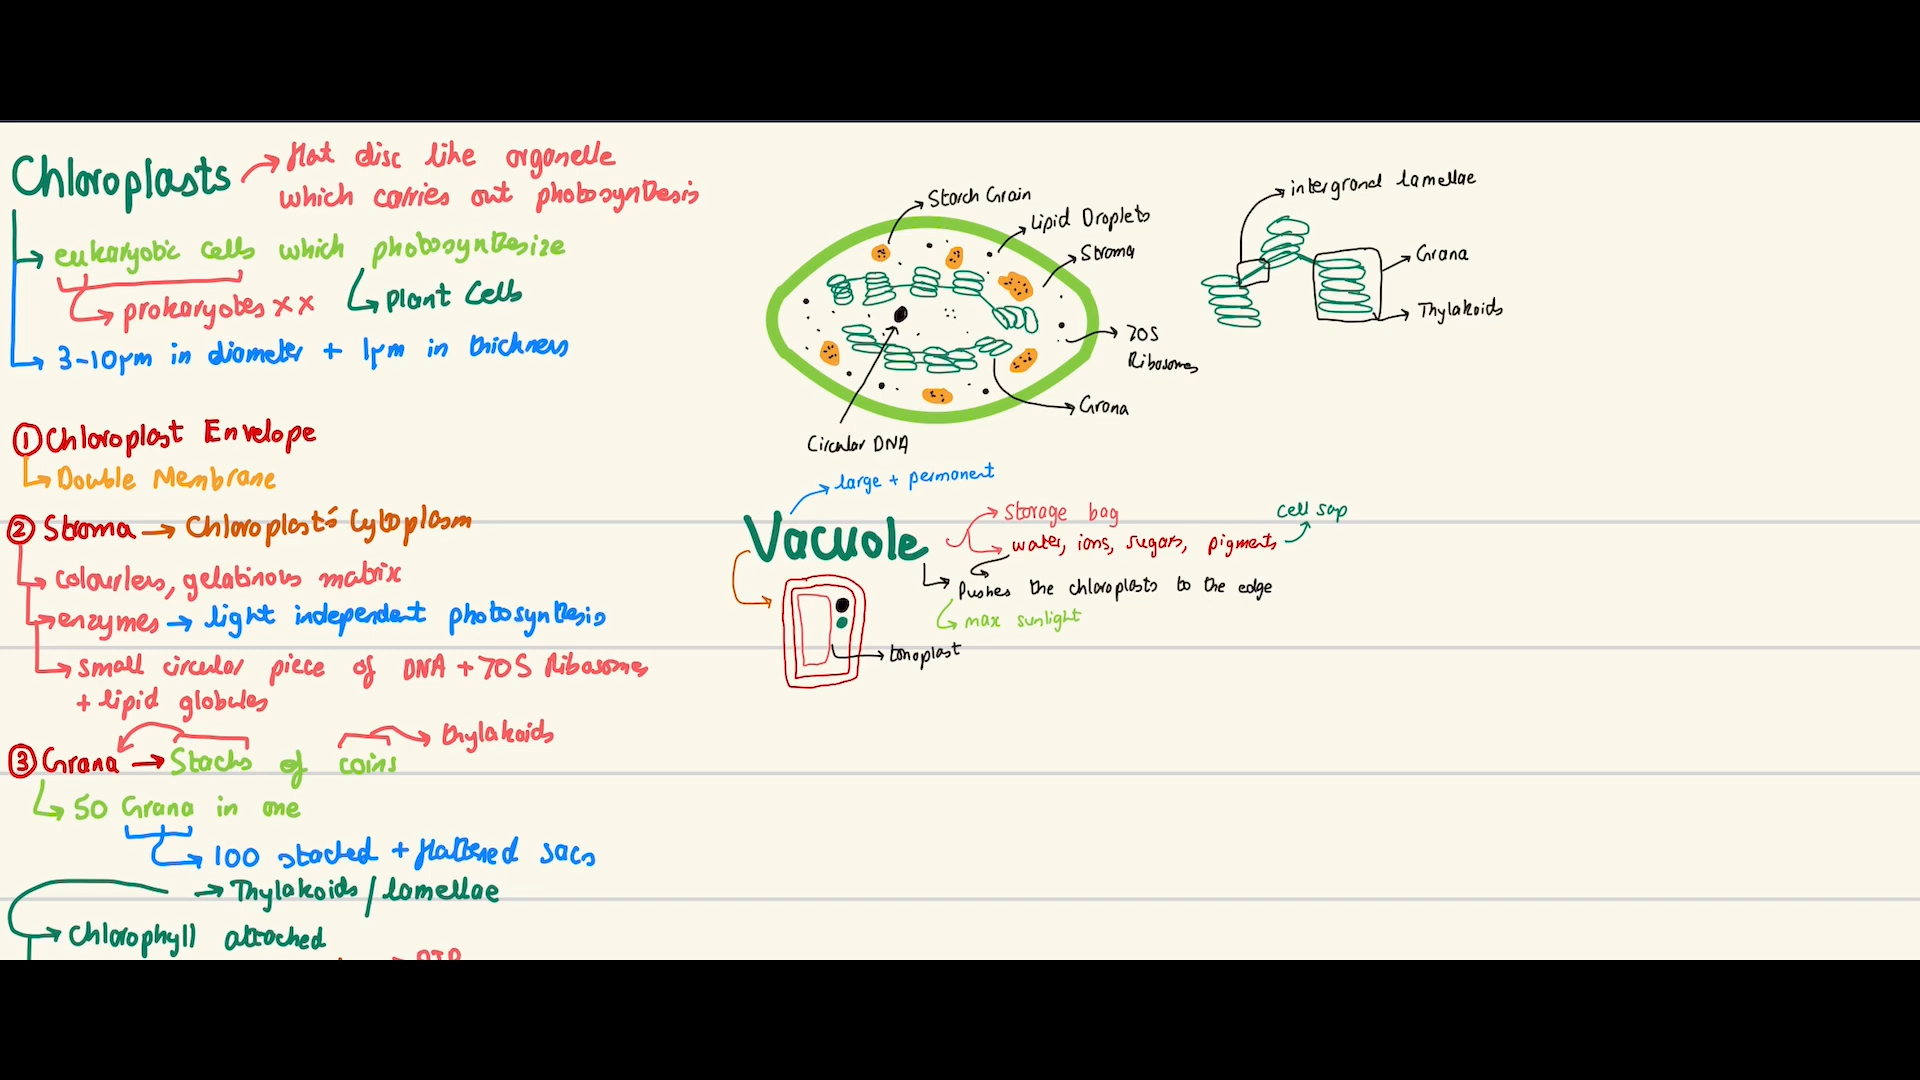 Chloroplasts → flat disc like organelle
which carries out photosynthesis
→ eukaryotic cells which photosynthesize
→ prokaryotes x x
→ plant cells
→ 3-10μm in diameter + 1μm in thickness
① Chloroplast Envelope
→ Double Membrane
② Stroma → Chloroplast's Cytoplasm
→ colourless, gelatinous matrix
→ enzymes → light independent photosynthesis
→ small circular piece of DNA + 70S Ribosomes
+ lipid globules
③ Grana → Stacks of coins → thylakoids
→ 50 Grana in one
→ 100 stacked + flattened sacs
→ Thylakoids / lamellae
→ Chlorophyll attached
Starch Grain
Lipid Droplets
Stroma
70S
Ribosomes
Grana
Circular DNA
intergranal lamellae
Grana
Thylakoids
→ large + permanent
Vacuole
→ storage bag
→ water, ions, sugars, pigments
cell sap
→ Pushes the chloroplasts to the edge
→ max sunlight
→ tonoplast